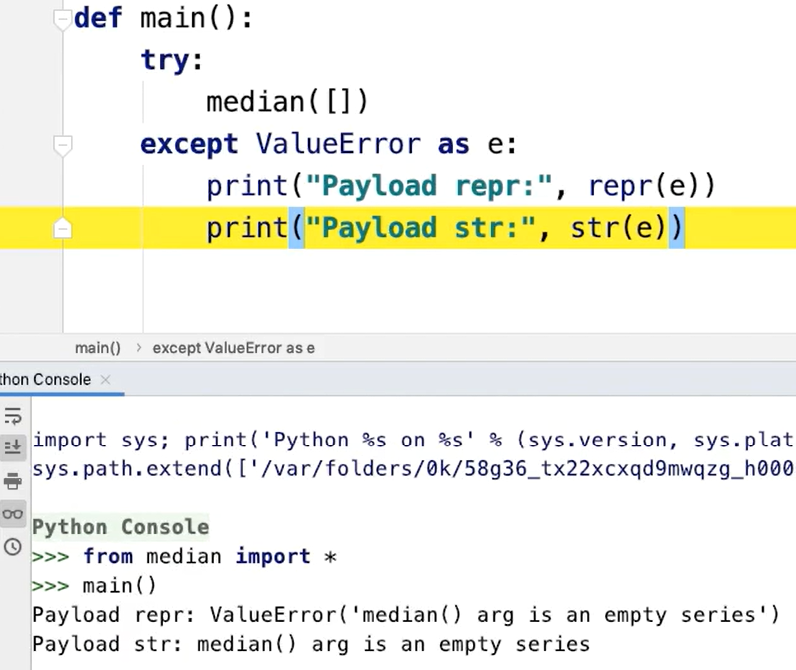 def main():
    try:
        median([])
    except ValueError as e:
        print("Payload repr:", repr(e))
        print("Payload str:", str(e))
main() › except ValueError as e
thon Console ×
import sys; print('Python %s on %s' % (sys.version, sys.plat
sys.path.extend(['/var/folders/0k/58g36_tx22xcxqd9mwqzg_h000
Python Console
>>> from median import *
>>> main()
Payload repr: ValueError('median() arg is an empty series')
Payload str: median() arg is an empty series